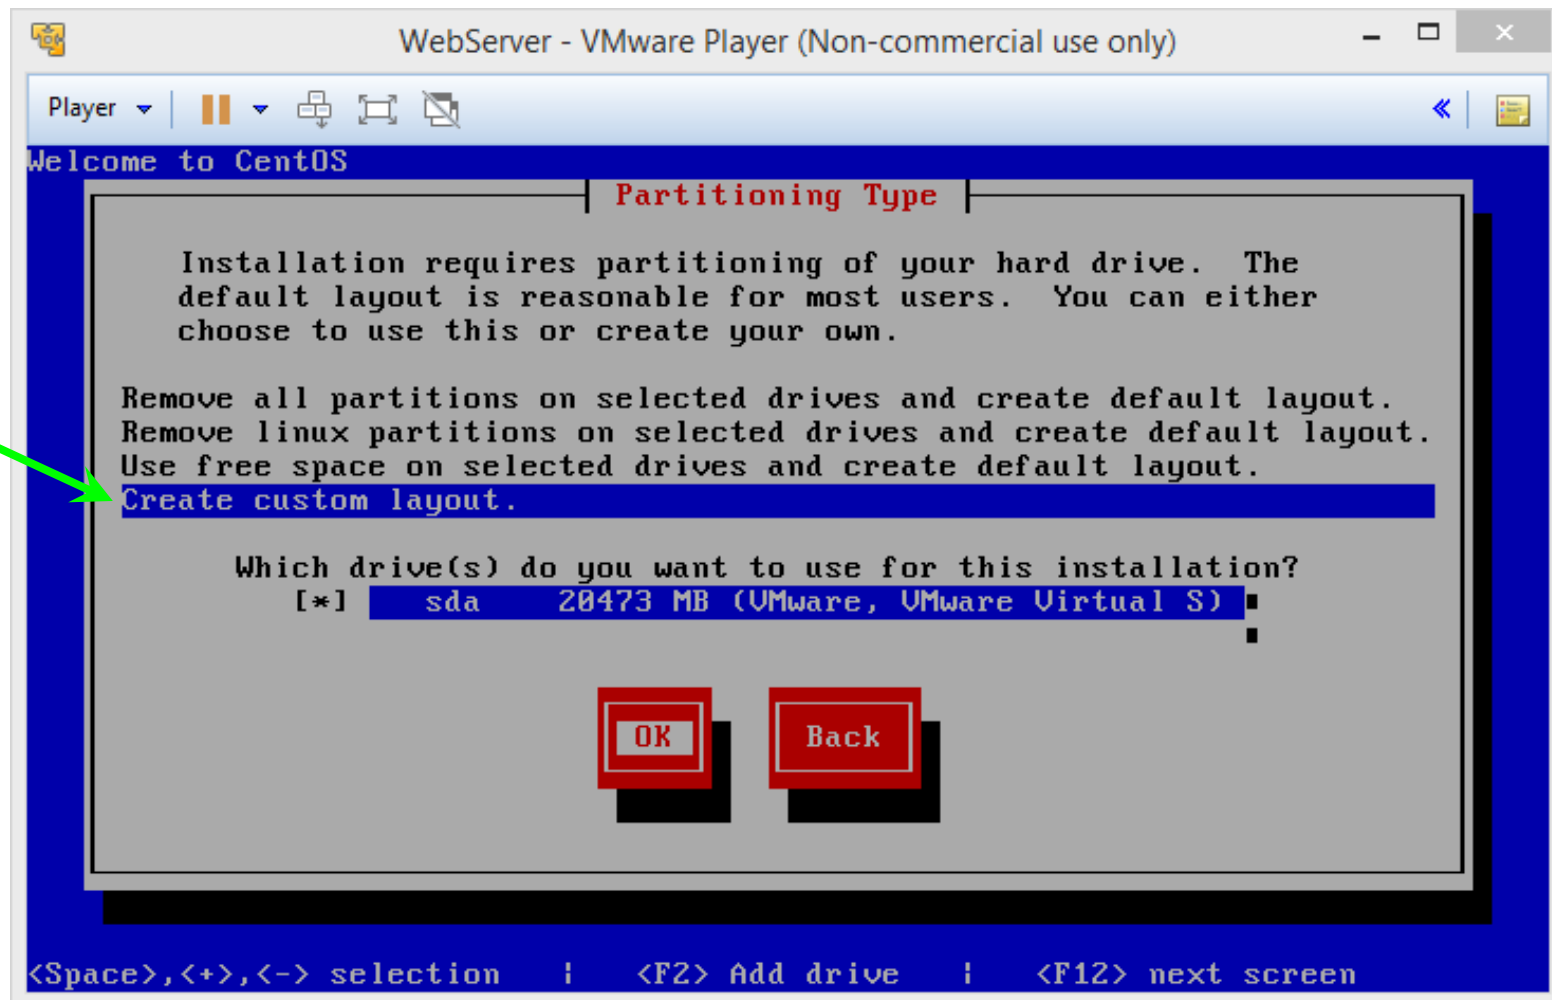 WebServer - VMware Player (Non-commercial use only)
Player
Welcome to CentOS
Partitioning Type
Installation requires partitioning of your hard drive. The
default layout is reasonable for most users. You can either
choose to use this or create your own.
Remove all partitions on selected drives and create default layout.
Remove linux partitions on selected drives and create default layout.
Use free space on selected drives and create default layout.
Create custom layout.
Which drive(s) do you want to use for this installation?
[*] sda 20473 MB (VMware, VMware Virtual S)
OK Back
<Space>,<+>,<-> selection | <F2> Add drive | <F12> next screen